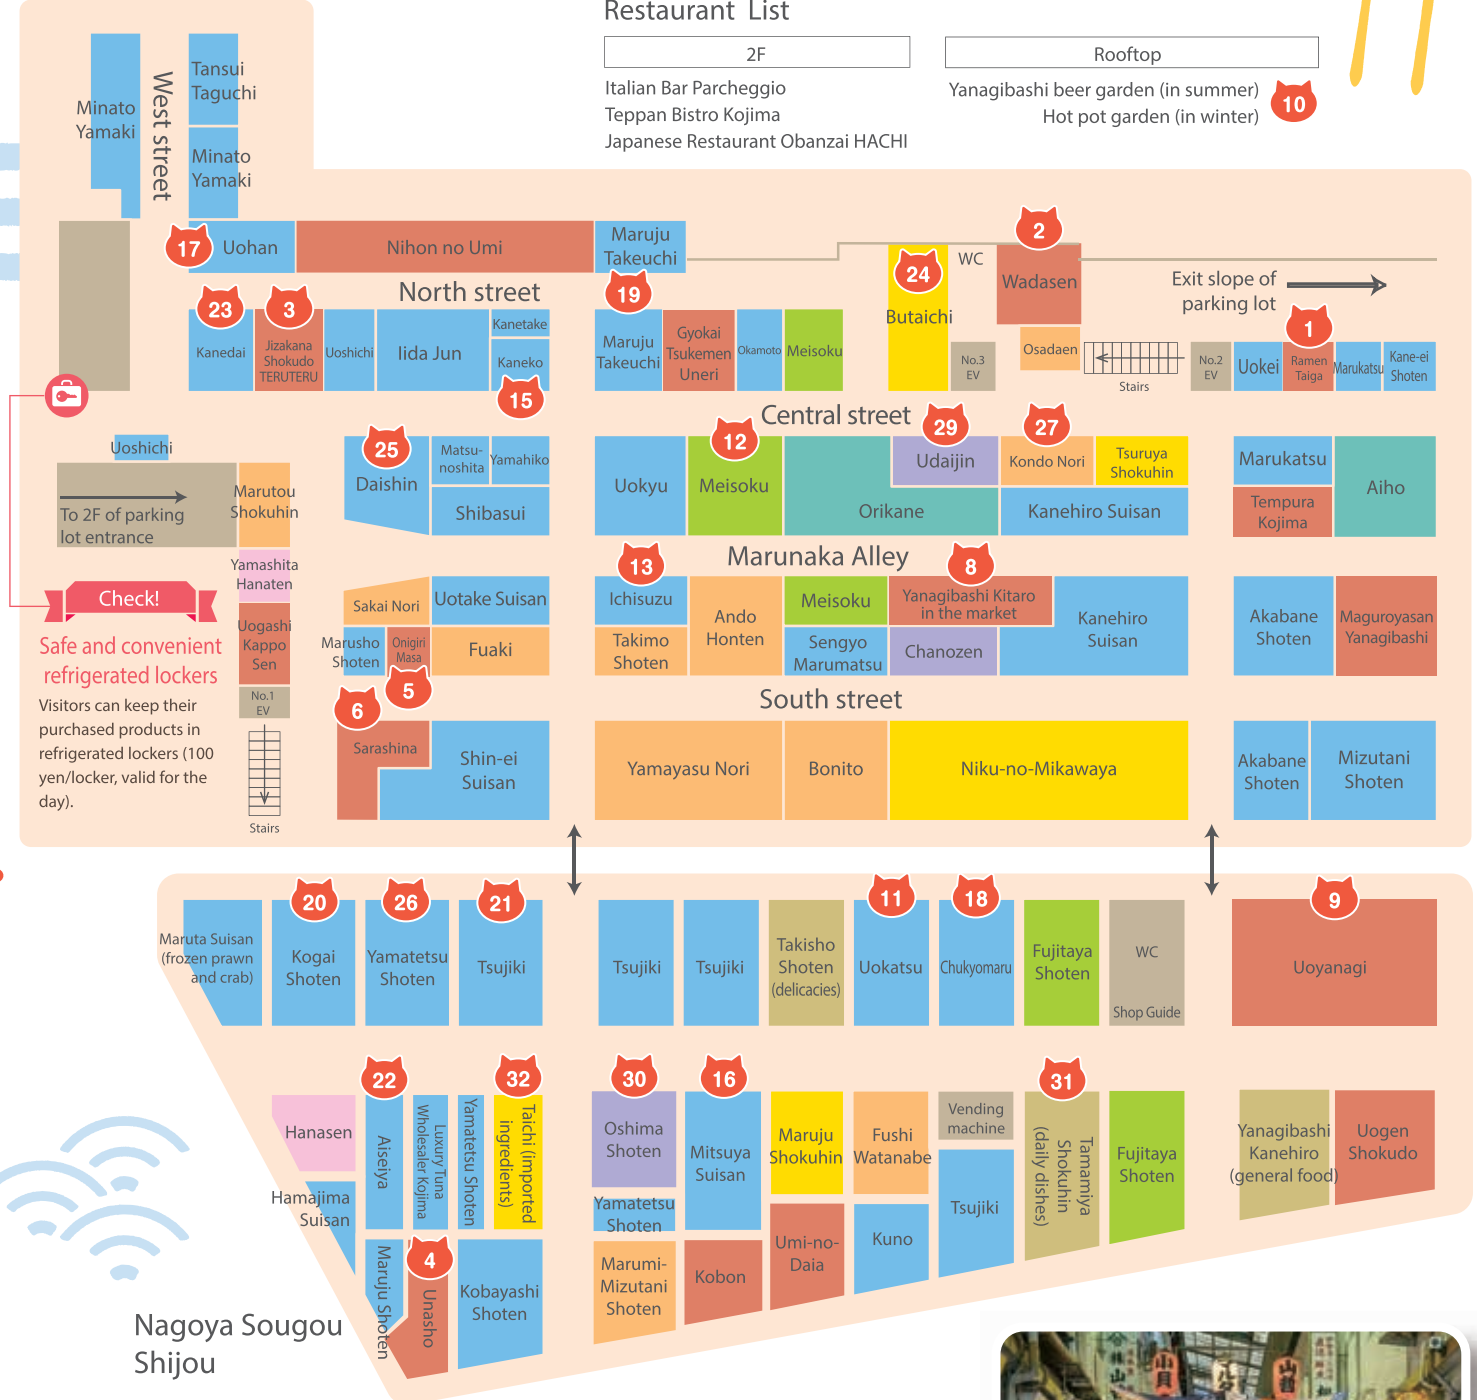 Restaurant List
2F
Italian Bar Parcheggio
Teppan Bistro Kojima
Japanese Restaurant Obanzai HACHI
Rooftop
Yanagibashi beer garden (in summer)
Hot pot garden (in winter)
10
Minato
Yamaki
West street
Tansui
Taguchi
Minato
Yamaki
17
Uohan
Nihon no Umi
Maruju
Takeuchi
24
Butaichi
WC
2
Wadasen
Exit slope of
parking lot
North street
23
Kanedai
3
Jizakana
Shokudo
TERUTERU
Uoshichi
Iida Jun
Kanetake
Kaneko
15
19
Maruju
Takeuchi
Gyokai
Tsukemen
Uneri
Okamoto
Meisoku
No.3
EV
Osadaen
Stairs
No.2
EV
Uokei
1
Ramen
Taiga
Marukatsu
Kane-ei
Shoten
Central street
Uoshichi
To 2F of parking
lot entrance
Marutou
Shokuhin
25
Daishin
Matsu-
noshita
Yamahiko
Shibasui
Uokyu
12
Meisoku
Orikane
29
Udaijin
27
Kondo Nori
Tsuruya
Shokuhin
Kanehiro Suisan
Marukatsu
Tempura
Kojima
Aiho
Marunaka Alley
Check!
Safe and convenient
refrigerated lockers
Visitors can keep their
purchased products in
refrigerated lockers (100
yen/locker, valid for the
day).
Yamashita
Hanaten
Uogashi
Kappo
Sen
No.1
EV
Stairs
Sakai Nori
Uotake Suisan
Marusho
Shoten
Onigiri
Masa
5
Fuaki
13
Ichisuzu
Takimo
Shoten
Ando
Honten
Meisoku
Sengyo
Marumatsu
8
Yanagibashi Kitaro
in the market
Chanozen
Kanehiro
Suisan
Akabane
Shoten
Maguroyasan
Yanagibashi
South street
6
Sarashina
Shin-ei
Suisan
Yamayasu Nori
Bonito
Niku-no-Mikawaya
Akabane
Shoten
Mizutani
Shoten
Maruta Suisan
(frozen prawn
and crab)
20
Kogai
Shoten
26
Yamatetsu
Shoten
21
Tsujiki
Tsujiki
Tsujiki
Takisho
Shoten
(delicacies)
11
Uokatsu
18
Chukyomaru
Fujitaya
Shoten
WC
Shop Guide
9
Uoyanagi
Hanasen
Hamajima
Suisan
22
Aiseiya
Luxury Tuna
Wholesaler Kojima
Yamatetsu Shoten
32
Taichi (imported
ingredients)
Maruju Shoten
4
Unasho
Kobayashi
Shoten
30
Oshima
Shoten
Yamatetsu
Shoten
Marumi-
Mizutani
Shoten
16
Mitsuya
Suisan
Kobon
Maruju
Shokuhin
Umi-no-
Daia
Fushi
Watanabe
Kuno
Vending
machine
Tsujiki
31
Tamamiya
Shokuhin
(daily dishes)
Fujitaya
Shoten
Yanagibashi
Kanehiro
(general food)
Uogen
Shokudo
Nagoya Sougou
Shijou